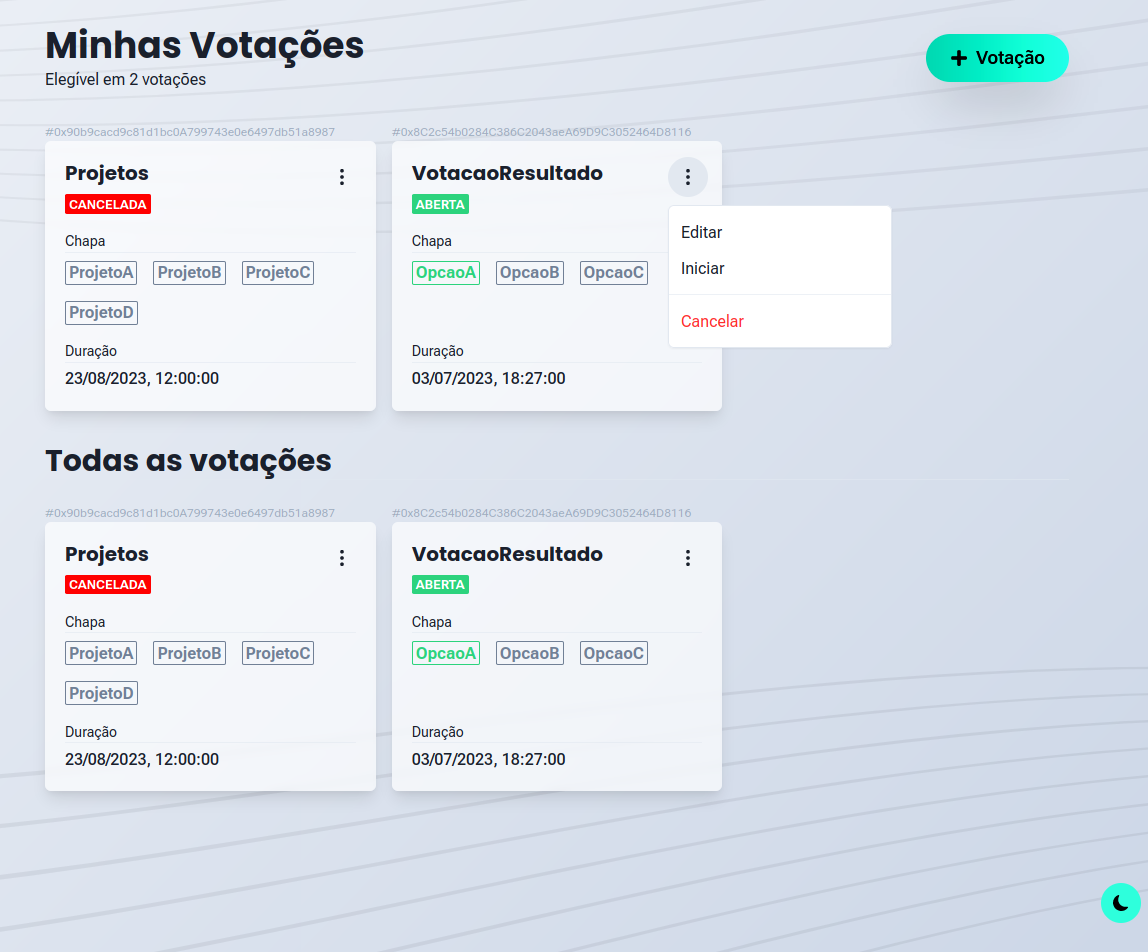 Minhas Votações
Elegível em 2 votações
+ Votação
#0x90b9cacd9c81d1bc0A799743e0e6497db51a8987
#0x8C2c54b0284C386C2043aeA69D9C3052464D8116
Projetos
CANCELADA
Chapa
ProjetoA ProjetoB ProjetoC
ProjetoD
Duração
23/08/2023, 12:00:00
VotacaoResultado
ABERTA
Chapa
OpcaoA OpcaoB OpcaoC
Duração
03/07/2023, 18:27:00
Editar
Iniciar
Cancelar
Todas as votações
#0x90b9cacd9c81d1bc0A799743e0e6497db51a8987
#0x8C2c54b0284C386C2043aeA69D9C3052464D8116
Projetos
CANCELADA
Chapa
ProjetoA ProjetoB ProjetoC
ProjetoD
Duração
23/08/2023, 12:00:00
VotacaoResultado
ABERTA
Chapa
OpcaoA OpcaoB OpcaoC
Duração
03/07/2023, 18:27:00